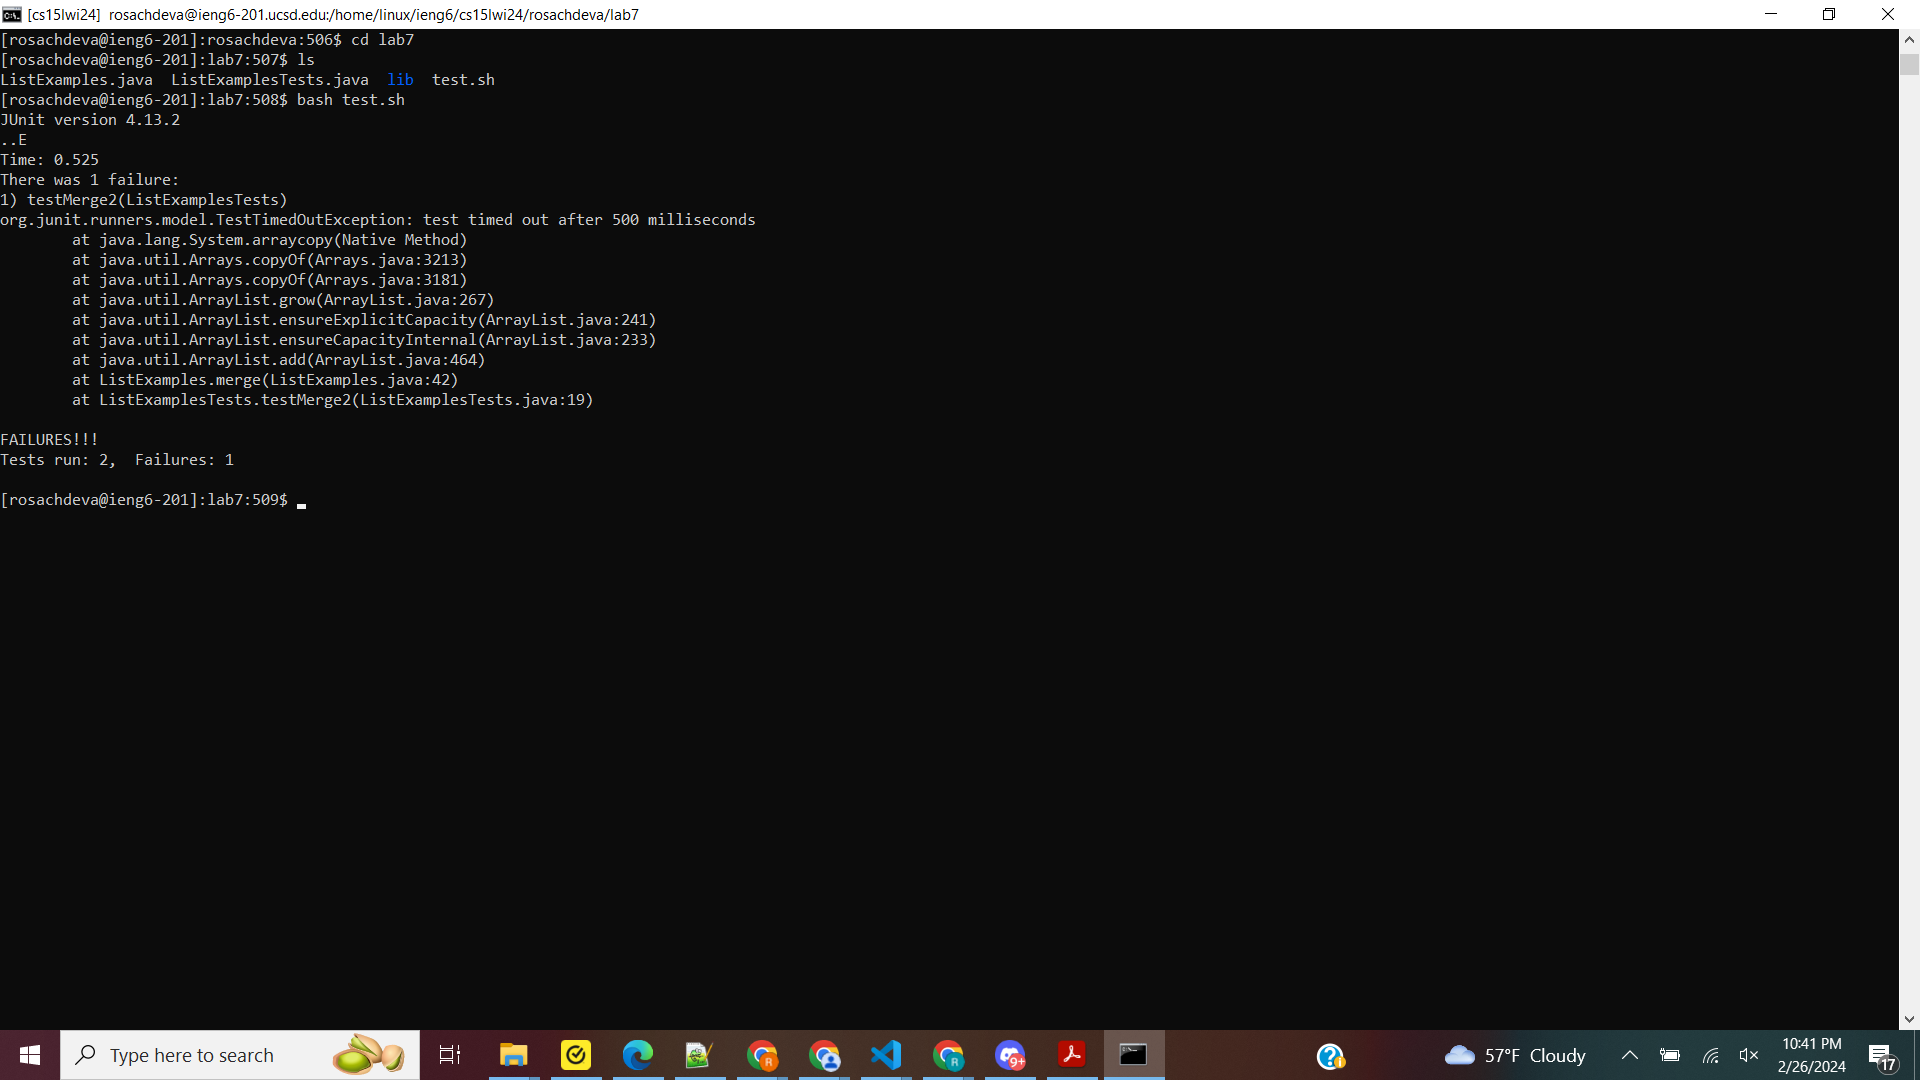 [cs15lwi24] rosachdeva@ieng6-201.ucsd.edu:/home/linux/ieng6/cs15lwi24/rosachdeva/lab7
[rosachdeva@ieng6-201]:rosachdeva:506$ cd lab7
[rosachdeva@ieng6-201]:lab7:507$ ls
ListExamples.java  ListExamplesTests.java  lib  test.sh
[rosachdeva@ieng6-201]:lab7:508$ bash test.sh
JUnit version 4.13.2
..E
Time: 0.525
There was 1 failure:
1) testMerge2(ListExamplesTests)
org.junit.runners.model.TestTimedOutException: test timed out after 500 milliseconds
        at java.lang.System.arraycopy(Native Method)
        at java.util.Arrays.copyOf(Arrays.java:3213)
        at java.util.Arrays.copyOf(Arrays.java:3181)
        at java.util.ArrayList.grow(ArrayList.java:267)
        at java.util.ArrayList.ensureExplicitCapacity(ArrayList.java:241)
        at java.util.ArrayList.ensureCapacityInternal(ArrayList.java:233)
        at java.util.ArrayList.add(ArrayList.java:464)
        at ListExamples.merge(ListExamples.java:42)
        at ListExamplesTests.testMerge2(ListExamplesTests.java:19)
FAILURES!!!
Tests run: 2,  Failures: 1
[rosachdeva@ieng6-201]:lab7:509$
Type here to search
R
R
9+
57°F Cloudy
10:41 PM
2/26/2024
17